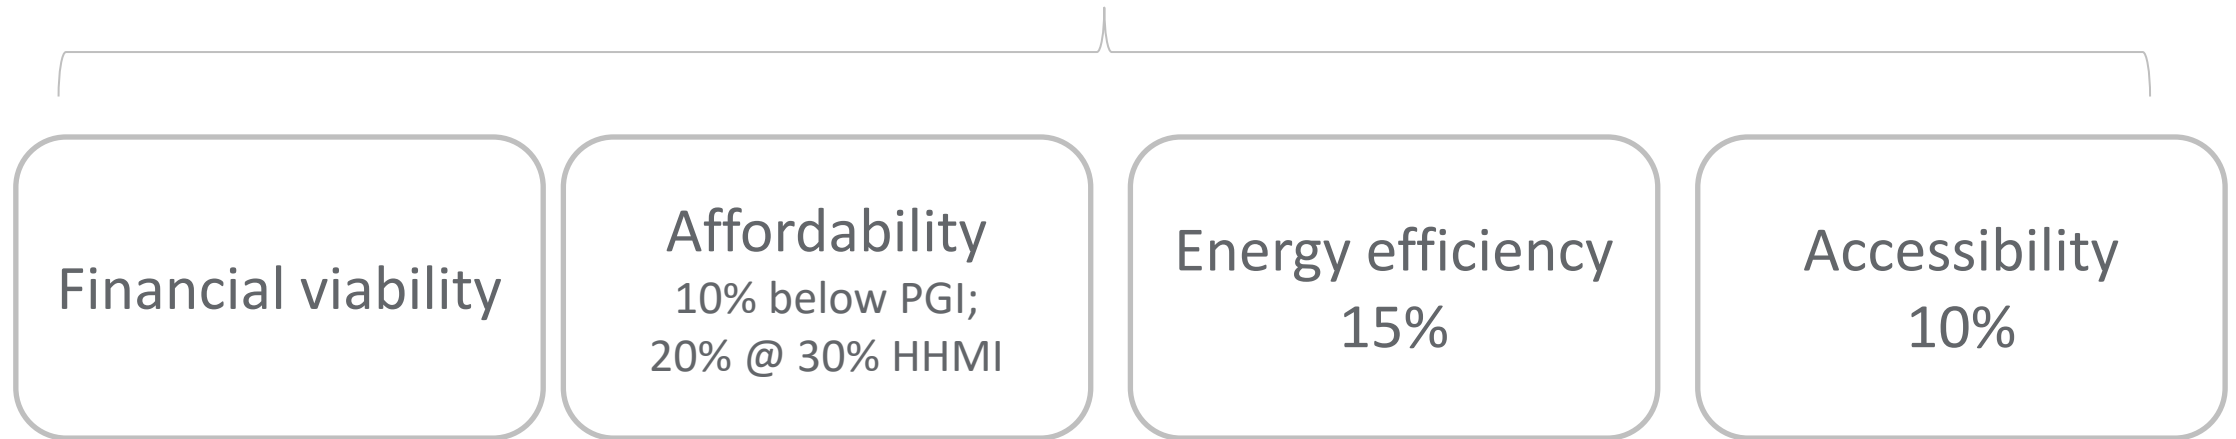 Financial viability
Affordability
10% below PGI;
20% @ 30% HHMI
Energy efficiency
15%
Accessibility
10%